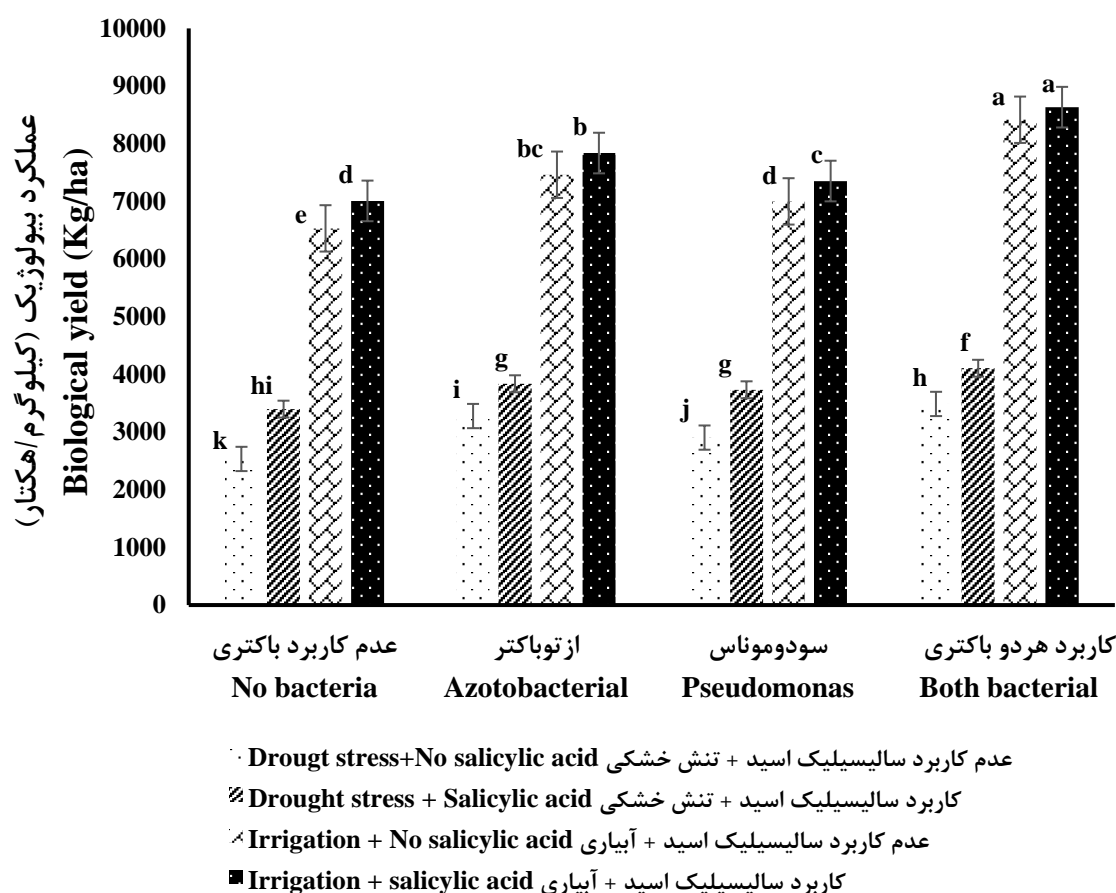 عملکرد بیولوژیک (کیلوگرم/هکتار)
Biological yield (Kg/ha)
10000
9000
8000
7000
6000
5000
4000
3000
2000
1000
0
k
hi
e
d
i
g
bc
b
j
g
d
c
h
f
a
a
عدم کاربرد باکتری
ازتوباکتر
سودوموناس
کاربرد هردو باکتری
No bacteria
Azotobacterial
Pseudomonas
Both bacterial
Drougt stress+No salicylic acid عدم کاربرد سالیسیلیک اسید + تنش خشکی
Drought stress + Salicylic acid کاربرد سالیسیلیک اسید + تنش خشکی
Irrigation + No salicylic acid عدم کاربرد سالیسیلیک اسید + آبیاری
Irrigation + salicylic acid کاربرد سالیسیلیک اسید + آبیاری